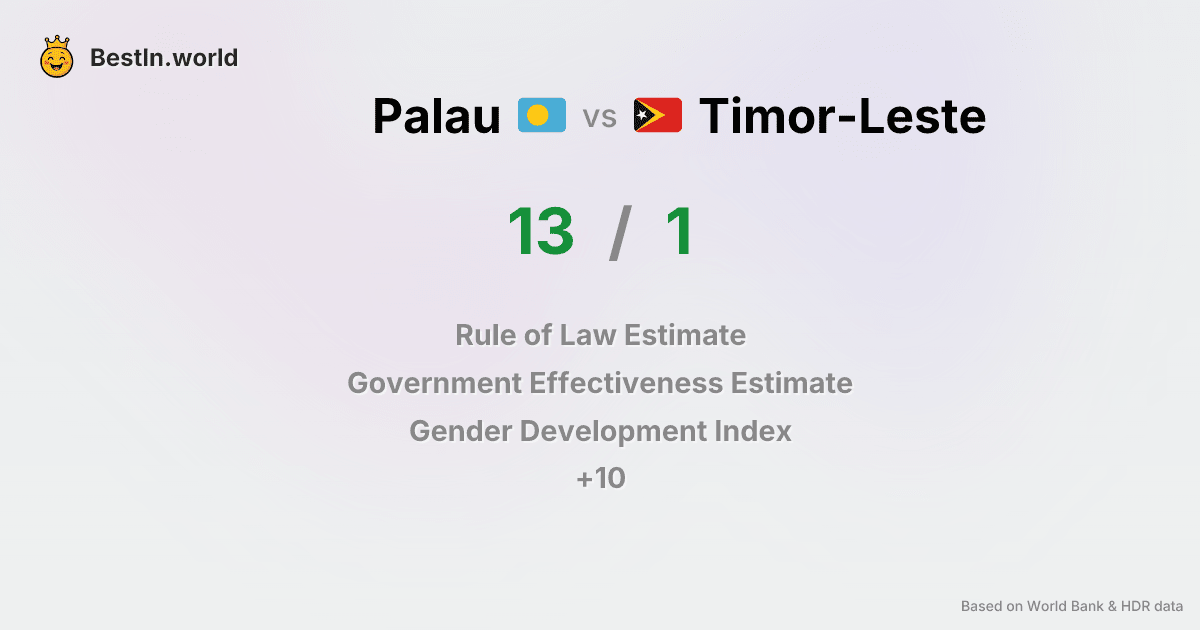 BestIn.world
Palau vs Timor-Leste
13 / 1
Rule of Law Estimate
Government Effectiveness Estimate
Gender Development Index
+10
Based on World Bank & HDR data